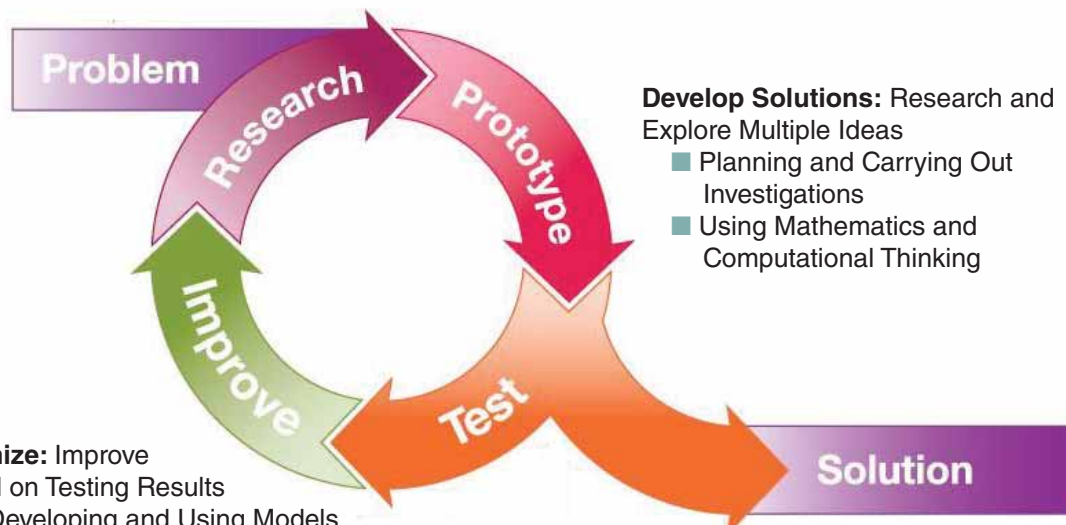 Problem
Research
Prototype
Develop Solutions: Research and
Explore Multiple Ideas
Planning and Carrying Out
Investigations
Using Mathematics and
Computational Thinking
Improve
Test
Improve
on Testing Results
Developing and Using Models
Solution